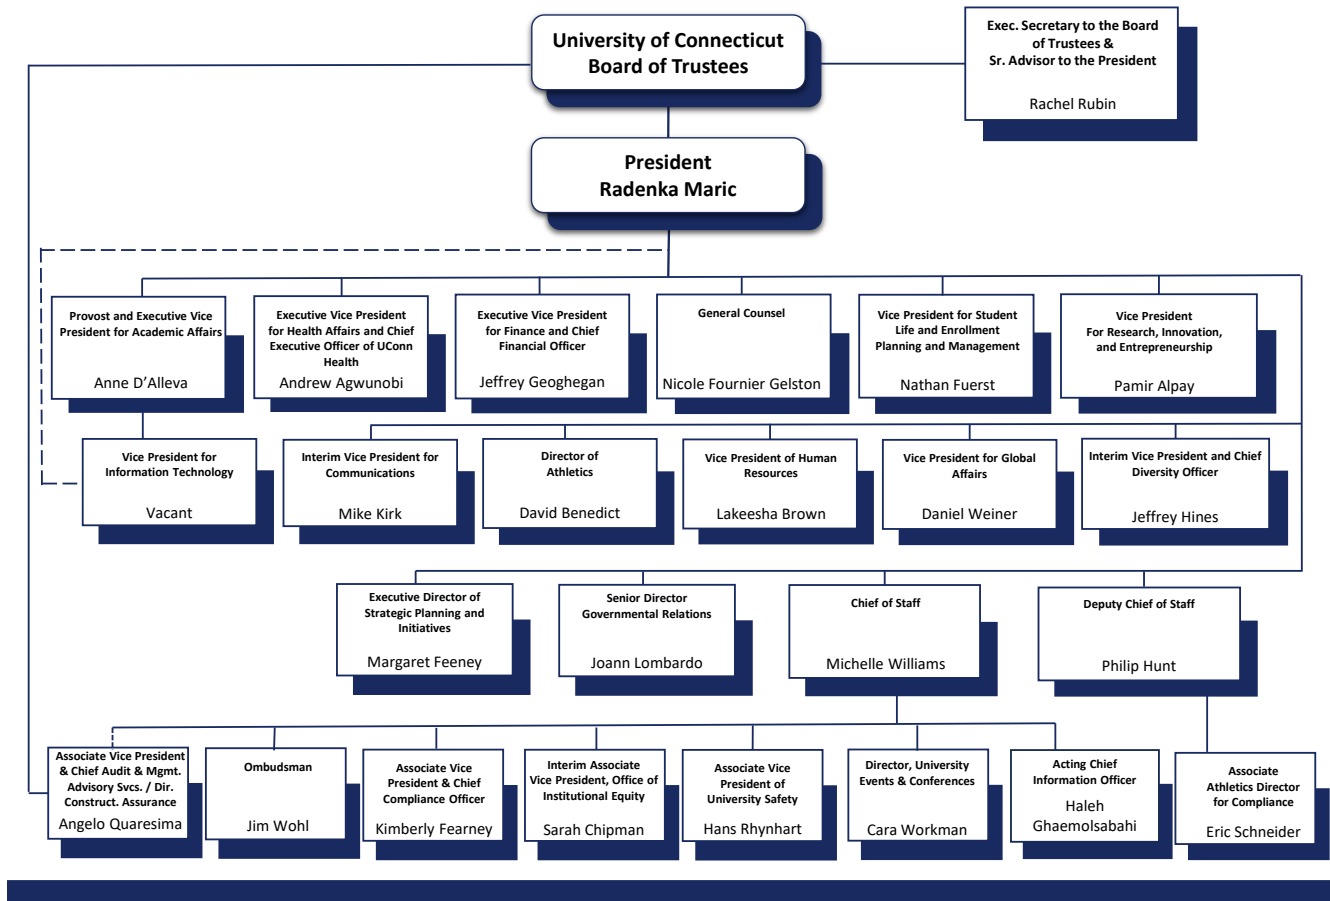 University of Connecticut
Board of Trustees
Exec. Secretary to the Board
of Trustees &
Sr. Advisor to the President
Rachel Rubin
President
Radenka Maric
Provost and Executive Vice
President for Academic Affairs
Anne D’Alleva
Executive Vice President
for Health Affairs and Chief
Executive Officer of UConn
Health
Andrew Agwunobi
Executive Vice President
for Finance and Chief
Financial Officer
Jeffrey Geoghegan
General Counsel
Nicole Fournier Gelston
Vice President for Student
Life and Enrollment
Planning and Management
Nathan Fuerst
Vice President
For Research, Innovation,
and Entrepreneurship
Pamir Alpay
Vice President for
Information Technology
Vacant
Interim Vice President for
Communications
Mike Kirk
Director of
Athletics
David Benedict
Vice President of Human
Resources
Lakeesha Brown
Vice President for Global
Affairs
Daniel Weiner
Interim Vice President and Chief
Diversity Officer
Jeffrey Hines
Executive Director of
Strategic Planning and
Initiatives
Margaret Feeney
Senior Director
Governmental Relations
Joann Lombardo
Chief of Staff
Michelle Williams
Deputy Chief of Staff
Philip Hunt
Associate Vice President
& Chief Audit & Mgmt.
Advisory Svcs. / Dir.
Construct. Assurance
Angelo Quaresima
Ombudsman
Jim Wohl
Associate Vice
President & Chief
Compliance Officer
Kimberly Fearney
Interim Associate
Vice President, Office of
Institutional Equity
Sarah Chipman
Associate Vice
President of
University Safety
Hans Rhynhart
Director, University
Events & Conferences
Cara Workman
Acting Chief
Information Officer
Haleh
Ghaemolsabahi
Associate
Athletics Director
for Compliance
Eric Schneider